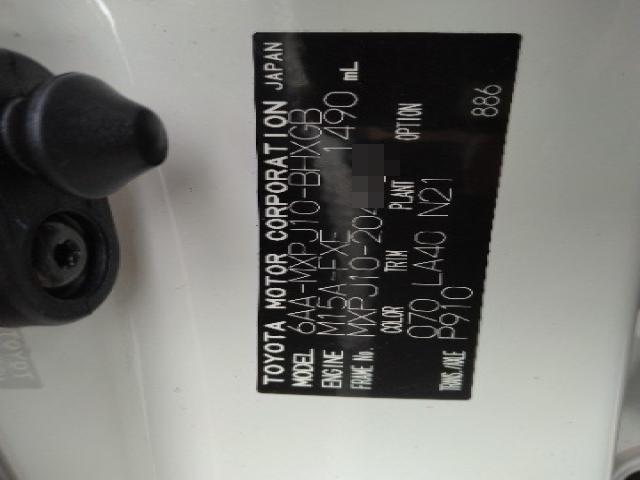 TOYOTA MOTOR CORPORATION JAPAN
MODEL 6AA-MXPJ10-BHXGB
ENGINE M15A-FXE 1490 mL
FRAME No. MXPJ10-204
COLOR TRIM PLANT OPTION
070 LA40 N21
TRANS./AXLE P910
886